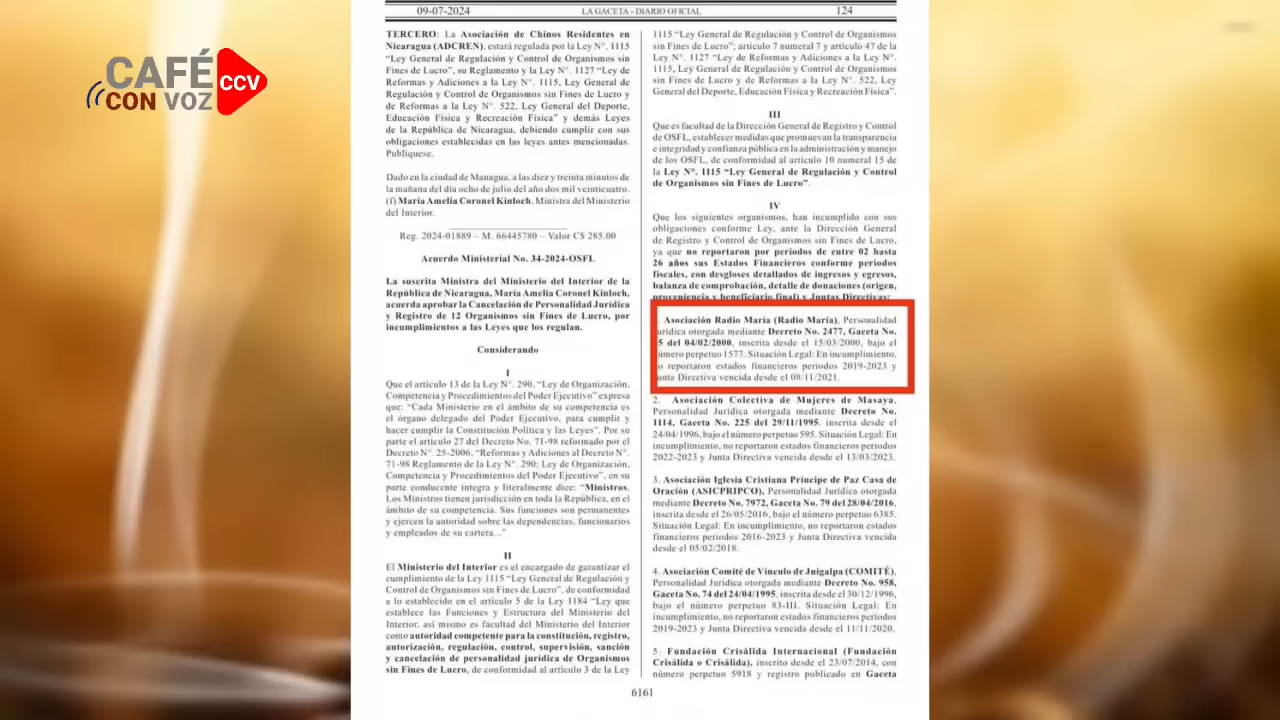 CAFÉ
CON VOZ
CCV
09-07-2024 LA GACETA - DIARIO OFICIAL 124
TERCERO: La Asociación de Chinos Residentes en
Nicaragua (ADCREN), estará regulada por la Ley N°. 1115
“Ley General de Regulación y Control de Organismos sin
Fines de Lucro”, su Reglamento y la Ley N°. 1127 “Ley de
Reformas y Adiciones a la Ley N°. 1115, Ley General de
Regulación y Control de Organismos sin Fines de Lucro y
de Reformas a la Ley N°. 522, Ley General del Deporte,
Educación Física y Recreación Física” y demás Leyes
de la República de Nicaragua, debiendo cumplir con sus
obligaciones establecidas en las leyes antes mencionadas.
Publíquese.
Dado en la ciudad de Managua, a las diez y treinta minutos de
la mañana del día ocho de julio del año dos mil veinticuatro.
(f) María Amelia Coronel Kinloch, Ministra del Ministerio
del Interior.
Reg. 2024-01889 – M. 66445780 – Valor C$ 285.00
Acuerdo Ministerial No. 34-2024-OSFL
La suscrita Ministra del Ministerio del Interior de la
República de Nicaragua, María Amelia Coronel Kinloch,
acuerda aprobar la Cancelación de Personalidad Jurídica
y Registro de 12 Organismos sin Fines de Lucro, por
incumplimientos a las Leyes que los regulan.
Considerando
I
Que el artículo 13 de la Ley N°. 290, “Ley de Organización,
Competencia y Procedimientos del Poder Ejecutivo” expresa
que: “Cada Ministerio en el ámbito de su competencia es
el órgano delegado del Poder Ejecutivo, para cumplir y
hacer cumplir la Constitución Política y las Leyes”. Por su
parte el artículo 27 del Decreto No. 71-98 reformado por el
Decreto N°. 25-2006, “Reformas y Adiciones al Decreto N°.
71-98 Reglamento de la Ley N°. 290; Ley de Organización,
Competencia y Procedimientos del Poder Ejecutivo”, en su
parte conducente íntegra y literalmente dice: “Ministros.
Los Ministros tienen jurisdicción en toda la República, en el
ámbito de su competencia. Sus funciones son permanentes
y ejercen la autoridad sobre las dependencias, funcionarios
y empleados de su cartera...”
II
El Ministerio del Interior es el encargado de garantizar el
cumplimiento de la Ley 1115 “Ley General de Regulación y
Control de Organismos sin Fines de Lucro”, de conformidad
a lo establecido en el artículo 5 de la Ley 1184 “Ley que
establece las Funciones y Estructura del Ministerio del
Interior, así mismo es facultad del Ministerio del Interior
como autoridad competente para la constitución, registro,
autorización, regulación, control, supervisión, sanción
y cancelación de personalidad jurídica de Organismos
sin Fines de Lucro, de conformidad al artículo 3 de la Ley
1115 “Ley General de Regulación y Control de Organismos
sin Fines de Lucro”; artículo 7 numeral 7 y artículo 47 de la
Ley N°. 1127 “Ley de Reformas y Adiciones a la Ley N°.
1115, Ley General de Regulación y Control de Organismos
sin Fines de Lucro y de Reformas a la Ley N°. 522, Ley
General del Deporte, Educación Física y Recreación Física”.
III
Que es facultad de la Dirección General de Registro y Control
de OSFL, establecer medidas que promuevan la transparencia
e integridad y confianza pública en la administración y manejo
de los OSFL, de conformidad al artículo 10 numeral 15 de
la Ley N°. 1115 “Ley General de Regulación y Control
de Organismos sin Fines de Lucro”.
IV
Que los siguientes organismos, han incumplido con sus
obligaciones conforme Ley, ante la Dirección General
de Registro y Control de Organismos sin Fines de Lucro,
ya que no reportaron por períodos de entre 02 hasta
26 años sus Estados Financieros conforme períodos
fiscales, con desgloses detallados de ingresos y egresos,
balanza de comprobación, detalle de donaciones (origen,
proveniencia y beneficiario final) y Juntas Directivas:
Asociación Radio María (Radio María), Personalidad
urídica otorgada mediante Decreto No. 2477, Gaceta No.
5 del 04/02/2000, inscrita desde el 15/03/2000, bajo el
úmero perpetuo 1577. Situación Legal: En incumplimiento,
o reportaron estados financieros períodos 2019-2023 y
unta Directiva vencida desde el 08/11/2021.
2. Asociación Colectiva de Mujeres de Masaya,
Personalidad Jurídica otorgada mediante Decreto No.
1114, Gaceta No. 225 del 29/11/1995, inscrita desde el
24/04/1996, bajo el número perpetuo 595. Situación Legal: En
incumplimiento, no reportaron estados financieros períodos
2022-2023 y Junta Directiva vencida desde el 13/03/2023.
3. Asociación Iglesia Cristiana Príncipe de Paz Casa de
Oración (ASICPRIPCO), Personalidad Jurídica otorgada
mediante Decreto No. 7972, Gaceta No. 79 del 28/04/2016,
inscrita desde el 26/05/2016, bajo el número perpetuo 6385.
Situación Legal: En incumplimiento, no reportaron estados
financieros períodos 2016-2023 y Junta Directiva vencida
desde el 05/02/2018.
4. Asociación Comité de Vínculo de Juigalpa (COMITÉ),
Personalidad Jurídica otorgada mediante Decreto No. 958,
Gaceta No. 74 del 24/04/1995, inscrita desde el 30/12/1996,
bajo el número perpetuo 83-III. Situación Legal: En
incumplimiento, no reportaron estados financieros períodos
2019-2023 y Junta Directiva vencida desde el 11/11/2020.
5. Fundación Crisálida Internacional (Fundación
Crisálida o Crisálida), inscrito desde el 23/07/2014, con
número perpetuo 5918 y registro publicado en Gaceta
6161